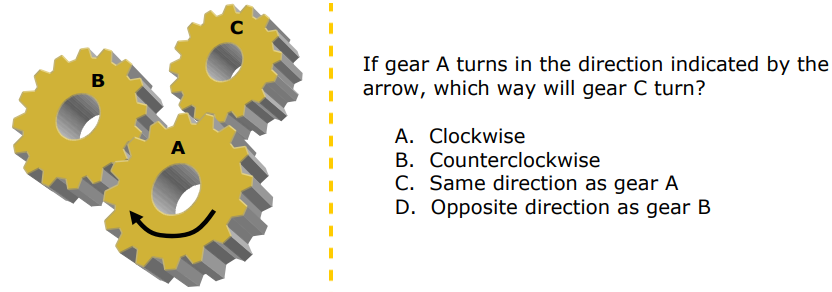 C
B
A
If gear A turns in the direction indicated by the
arrow, which way will gear C turn?
A. Clockwise
B. Counterclockwise
C. Same direction as gear A
D. Opposite direction as gear B